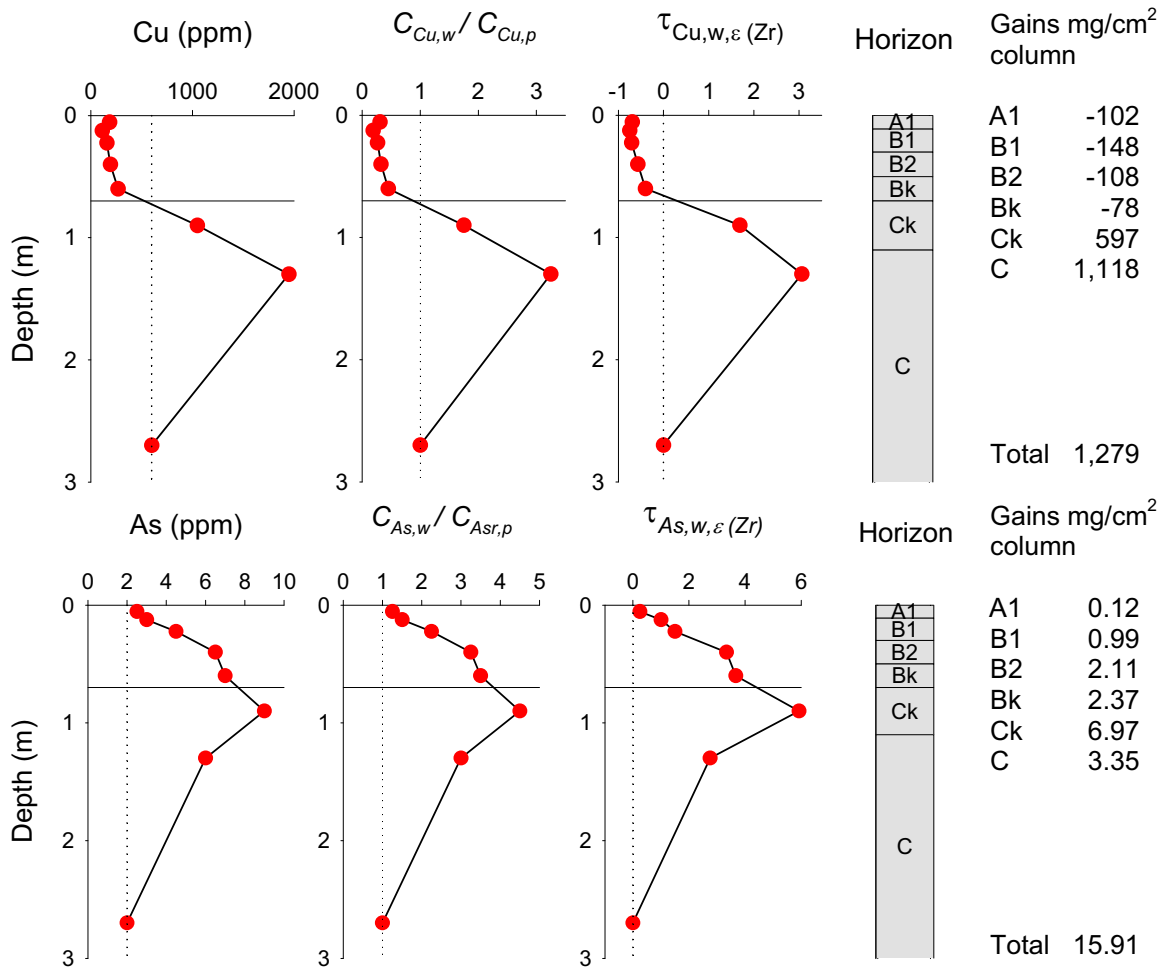 Cu (ppm)
C_Cu,w / C_Cu,p
τ_Cu,w,ε (Zr)
Horizon
Gains mg/cm²
column
0 1000 2000
0 1 2 3
-1 0 1 2 3
0
1
2
3
Depth (m)
A1
B1
B2
Bk
Ck
C
A1 -102
B1 -148
B2 -108
Bk -78
Ck 597
C 1,118
Total 1,279
As (ppm)
C_As,w / C_Asr,p
τ_As,w,ε (Zr)
Horizon
Gains mg/cm²
column
0 2 4 6 8 10
0 1 2 3 4 5
0 2 4 6
0
1
2
3
Depth (m)
A1
B1
B2
Bk
Ck
C
A1 0.12
B1 0.99
B2 2.11
Bk 2.37
Ck 6.97
C 3.35
Total 15.91